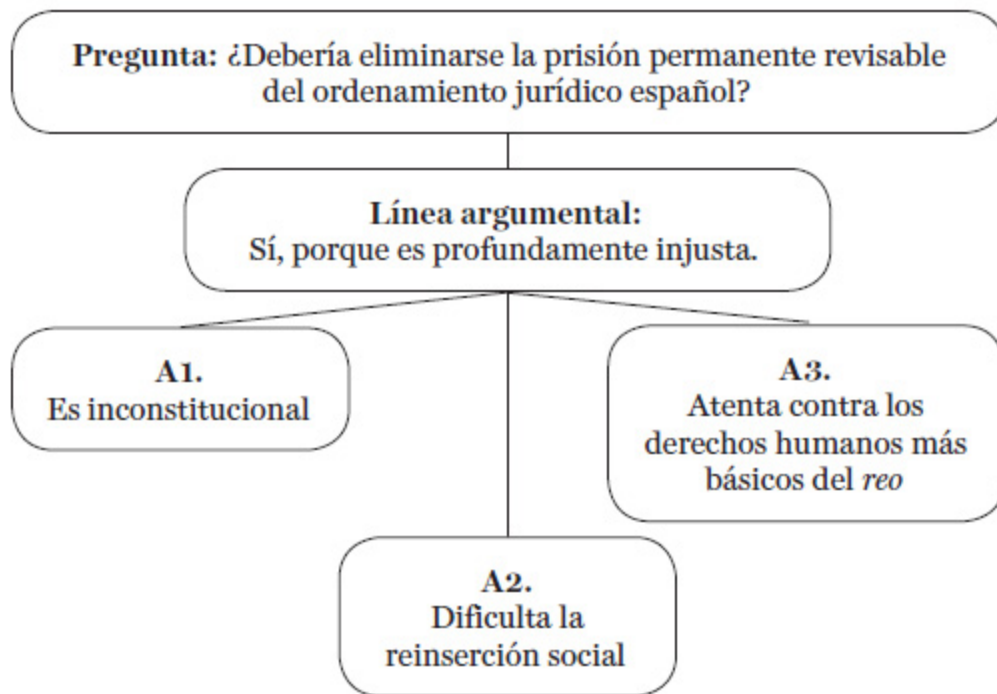 Pregunta: ¿Debería eliminarse la prisión permanente revisable
del ordenamiento jurídico español?
Línea argumental:
Sí, porque es profundamente injusta.
A1.
Es inconstitucional
A2.
Dificulta la
reinserción social
A3.
Atenta contra los
derechos humanos más
básicos del reo